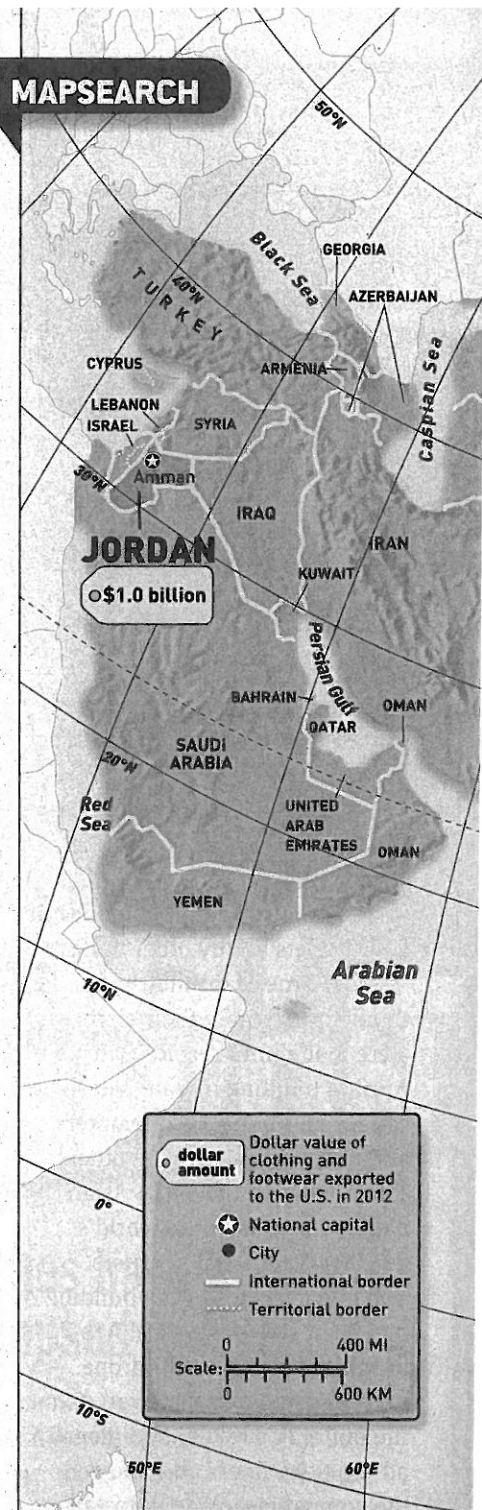 MAPSEARCH
50°N
Black Sea
GEORGIA
AZERBAIJAN
40°N
TURKEY
Caspian Sea
CYPRUS
ARMENIA
LEBANON
ISRAEL
SYRIA
Amman
30°N
IRAQ
IRAN
JORDAN
$1.0 billion
KUWAIT
Persian Gulf
BAHRAIN
OMAN
QATAR
SAUDI
ARABIA
20°N
Red
Sea
UNITED
ARAB
EMIRATES
OMAN
YEMEN
Arabian
Sea
10°N
dollar
amount
Dollar value of
clothing and
footwear exported
to the U.S. in 2012
National capital
City
International border
Territorial border
0°
0 400 MI
Scale:
0 600 KM
10°S
50°E 60°E